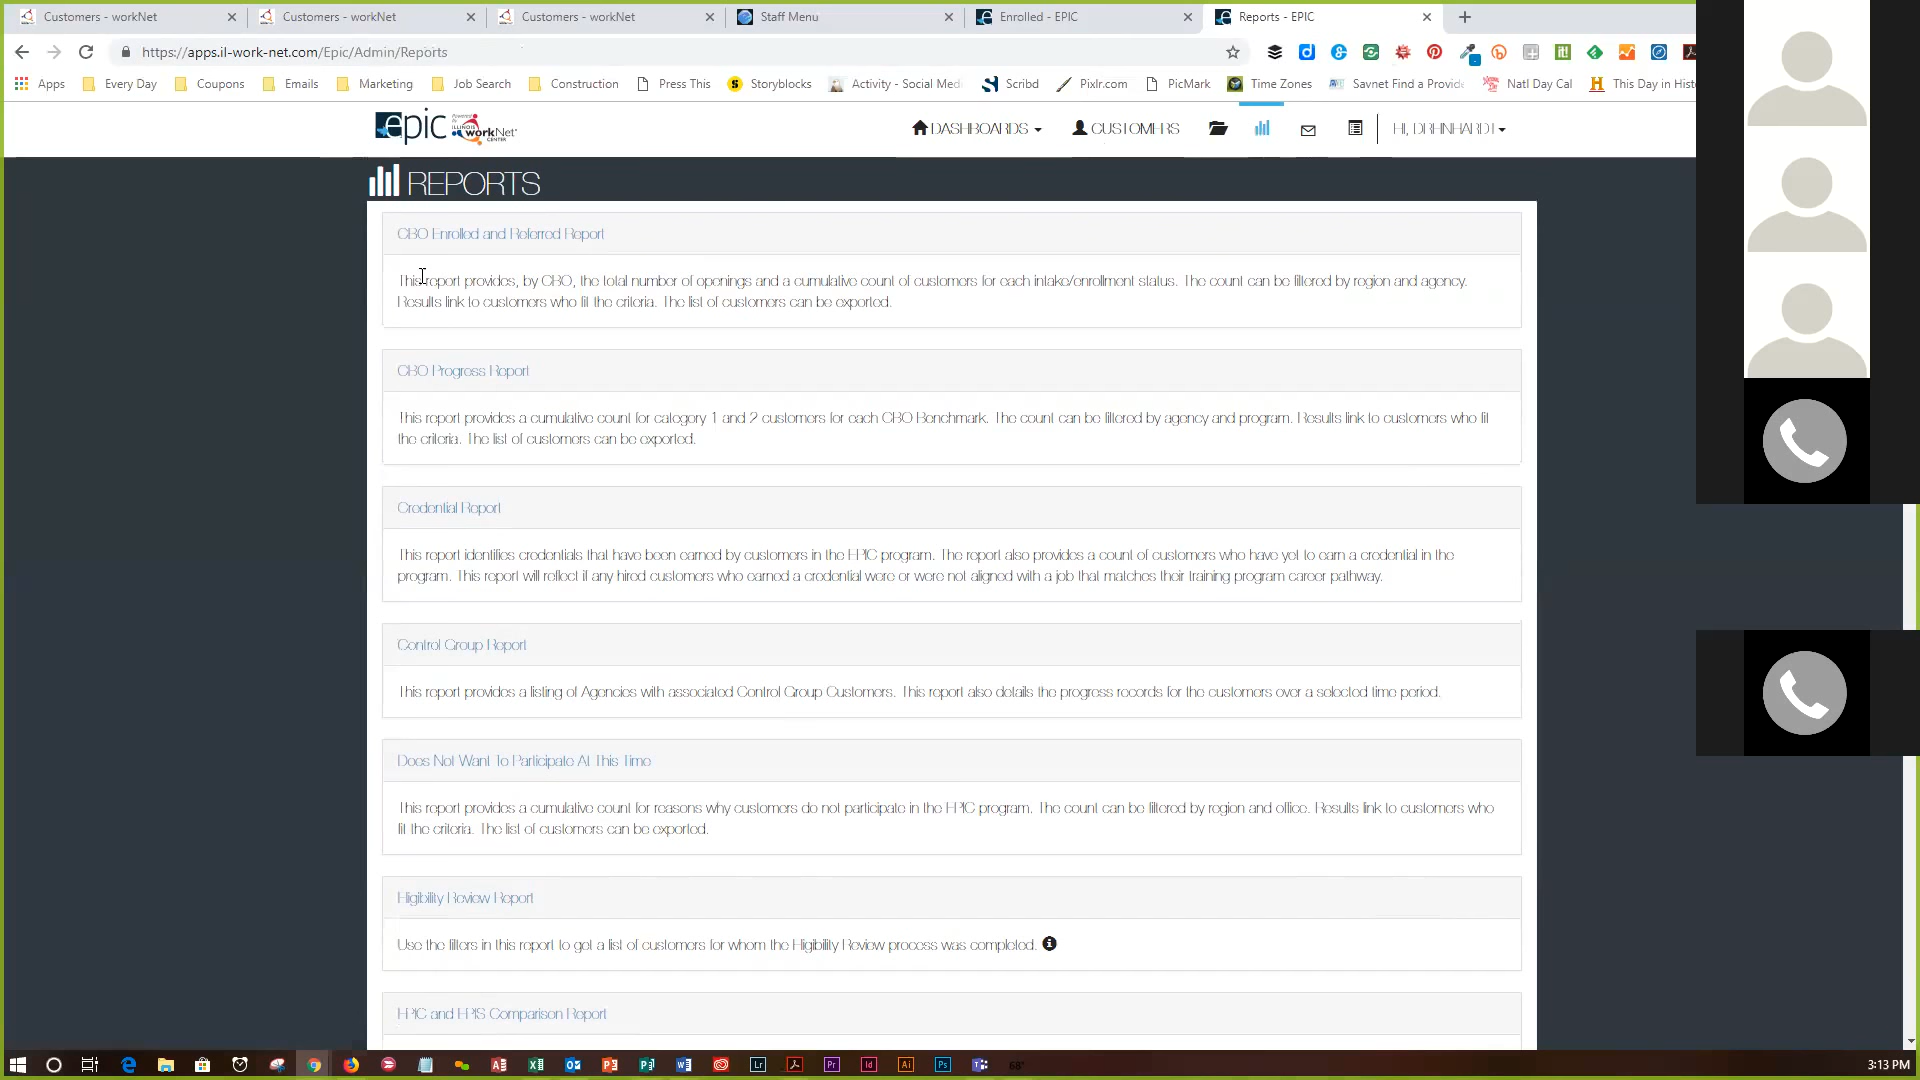 Customers - workNet
Customers - workNet
Customers - workNet
Staff Menu
Enrolled - EPIC
Reports - EPIC
https://apps.il-work-net.com/Epic/Admin/Reports
Apps
Every Day
Coupons
Emails
Marketing
Job Search
Construction
Press This
Storyblocks
Activity - Social Med
Scribd
Pixlr.com
PicMark
Time Zones
Savnet Find a Provide
Natl Day Cal
This Day in Hist
epic Powered by ILLINOIS workNet CENTER
DASHBOARDS
CUSTOMERS
HI, DRHNHARDT
REPORTS
CBO Enrolled and Referred Report
This report provides, by CBO, the total number of openings and a cumulative count of customers for each intake/enrollment status. The count can be filtered by region and agency.
Results link to customers who fit the criteria. The list of customers can be exported.
CBO Progress Report
This report provides a cumulative count for category 1 and 2 customers for each CBO Benchmark. The count can be filtered by agency and program. Results link to customers who fit
the criteria. The list of customers can be exported.
Credential Report
This report identifies credentials that have been earned by customers in the EPIC program. The report also provides a count of customers who have yet to earn a credential in the
program. This report will reflect if any hired customers who earned a credential were or were not aligned with a job that matches their training program career pathway.
Control Group Report
This report provides a listing of Agencies with associated Control Group Customers. This report also details the progress records for the customers over a selected time period.
Does Not Want To Participate At This Time
This report provides a cumulative count for reasons why customers do not participate in the EPIC program. The count can be filtered by region and office. Results link to customers who
fit the criteria. The list of customers can be exported.
Eligibility Review Report
Use the filters in this report to get a list of customers for whom the Eligibility Review process was completed.
EPIC and EPIS Comparison Report
68°
3:13 PM